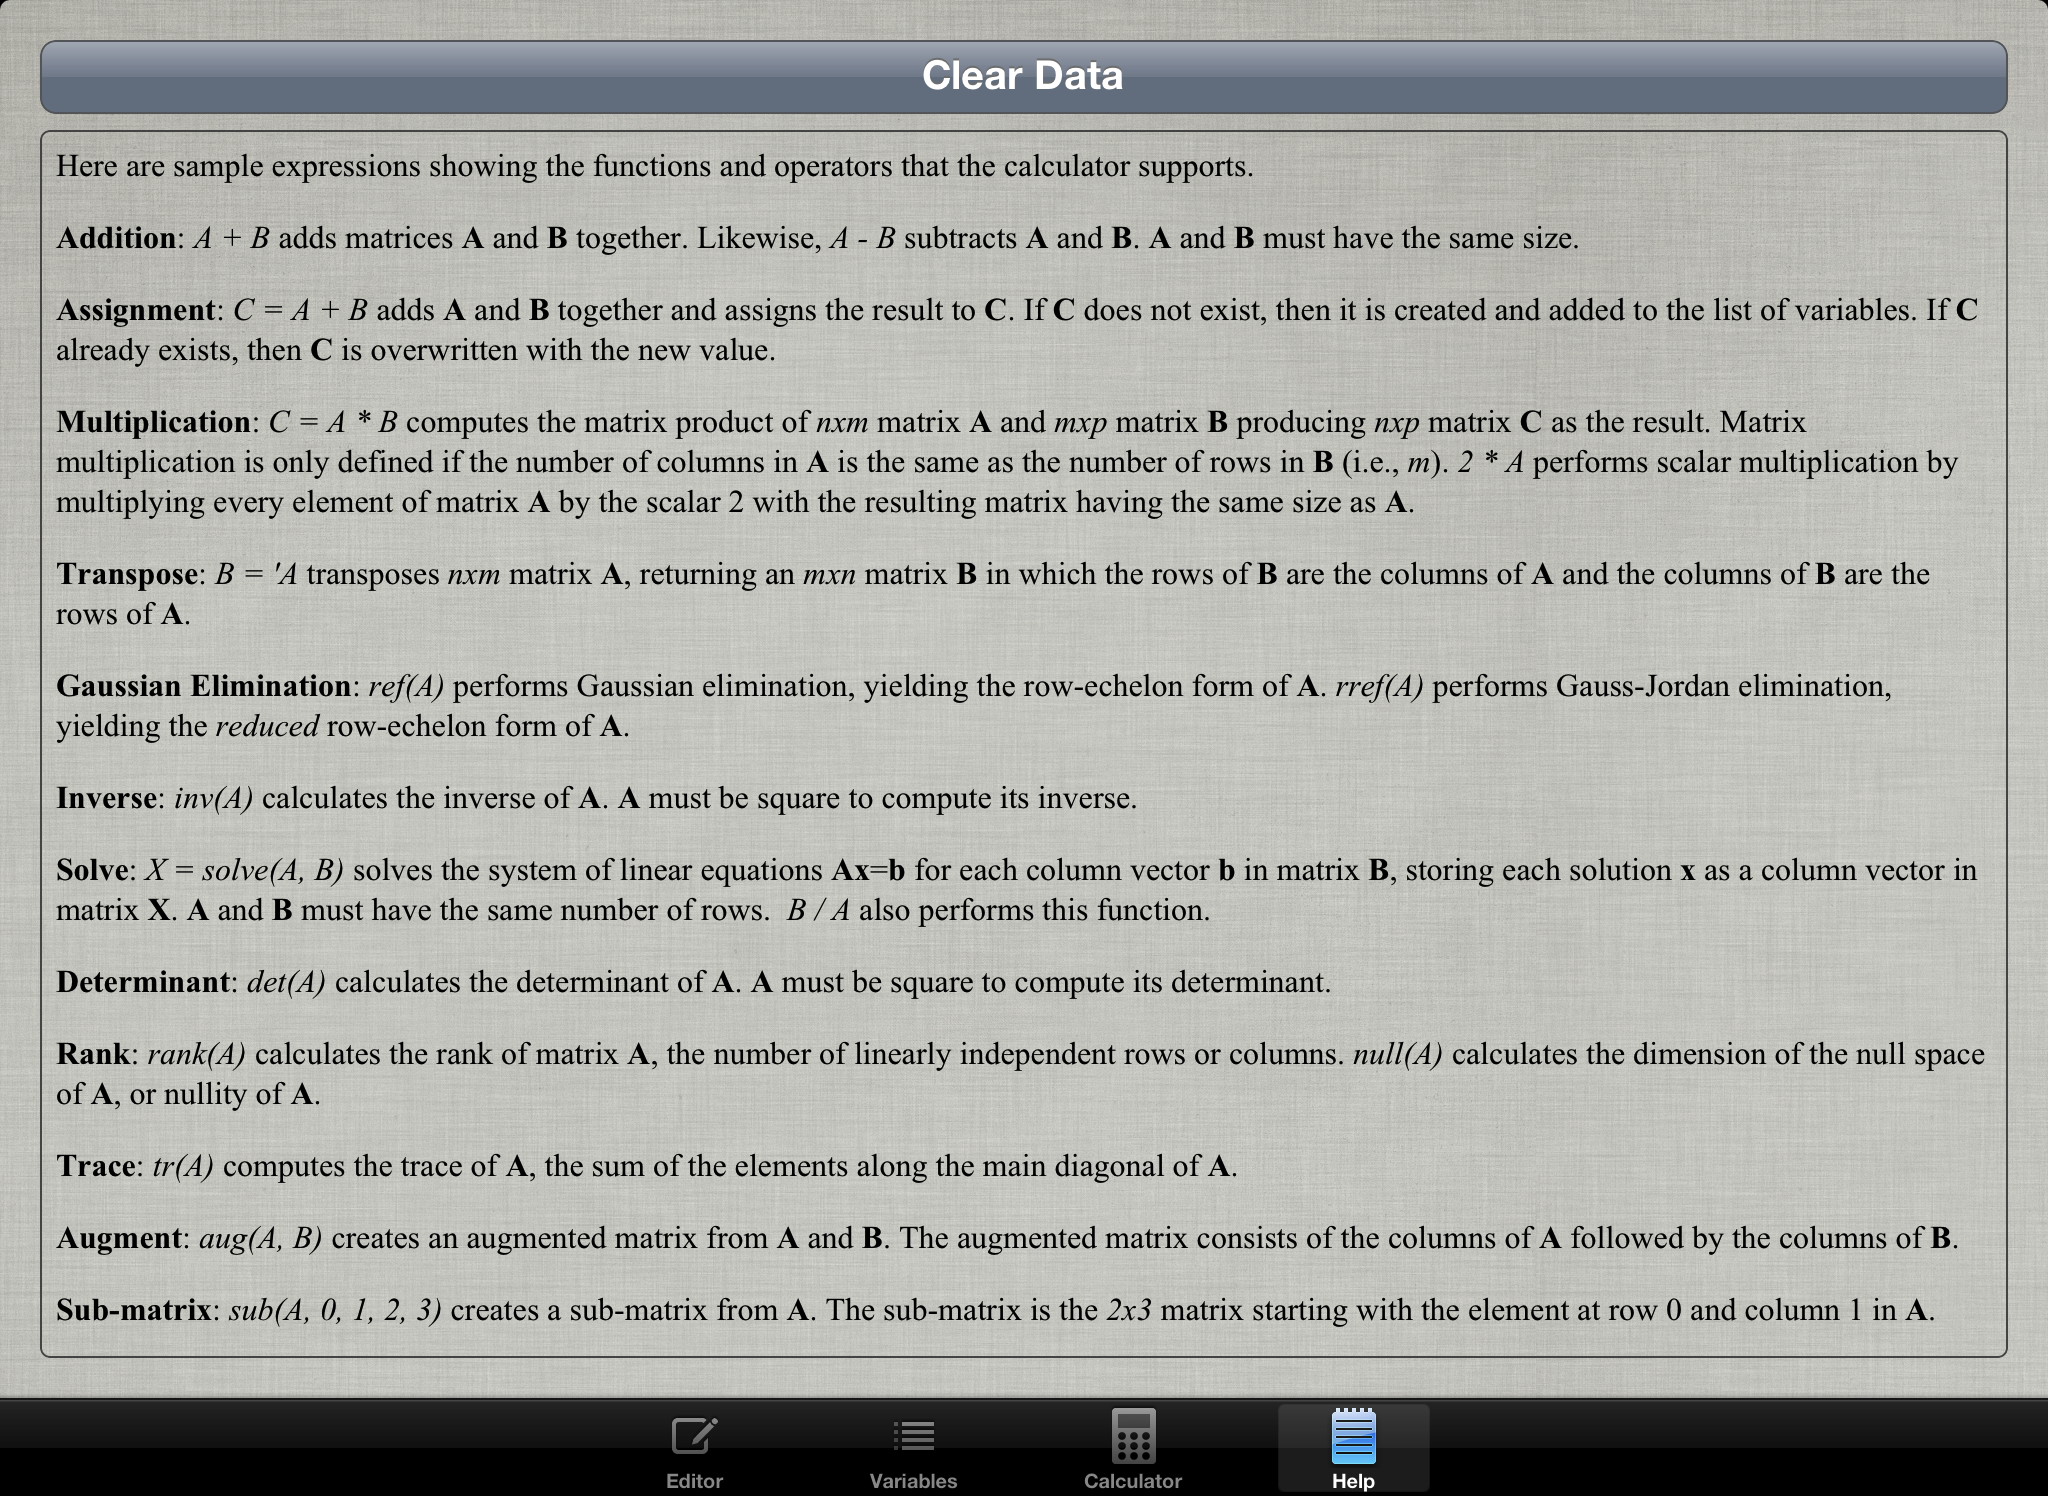 Clear Data
Here are sample expressions showing the functions and operators that the calculator supports.
Addition: A + B adds matrices A and B together. Likewise, A - B subtracts A and B. A and B must have the same size.
Assignment: C = A + B adds A and B together and assigns the result to C. If C does not exist, then it is created and added to the list of variables. If C
already exists, then C is overwritten with the new value.
Multiplication: C = A * B computes the matrix product of nxm matrix A and mxp matrix B producing nxp matrix C as the result. Matrix
multiplication is only defined if the number of columns in A is the same as the number of rows in B (i.e., m). 2 * A performs scalar multiplication by
multiplying every element of matrix A by the scalar 2 with the resulting matrix having the same size as A.
Transpose: B = 'A transposes nxm matrix A, returning an mxn matrix B in which the rows of B are the columns of A and the columns of B are the
rows of A.
Gaussian Elimination: ref(A) performs Gaussian elimination, yielding the row-echelon form of A. rref(A) performs Gauss-Jordan elimination,
yielding the reduced row-echelon form of A.
Inverse: inv(A) calculates the inverse of A. A must be square to compute its inverse.
Solve: X = solve(A, B) solves the system of linear equations Ax=b for each column vector b in matrix B, storing each solution x as a column vector in
matrix X. A and B must have the same number of rows.  B / A also performs this function.
Determinant: det(A) calculates the determinant of A. A must be square to compute its determinant.
Rank: rank(A) calculates the rank of matrix A, the number of linearly independent rows or columns. null(A) calculates the dimension of the null space
of A, or nullity of A.
Trace: tr(A) computes the trace of A, the sum of the elements along the main diagonal of A.
Augment: aug(A, B) creates an augmented matrix from A and B. The augmented matrix consists of the columns of A followed by the columns of B.
Sub-matrix: sub(A, 0, 1, 2, 3) creates a sub-matrix from A. The sub-matrix is the 2x3 matrix starting with the element at row 0 and column 1 in A.
Editor Variables Calculator Help